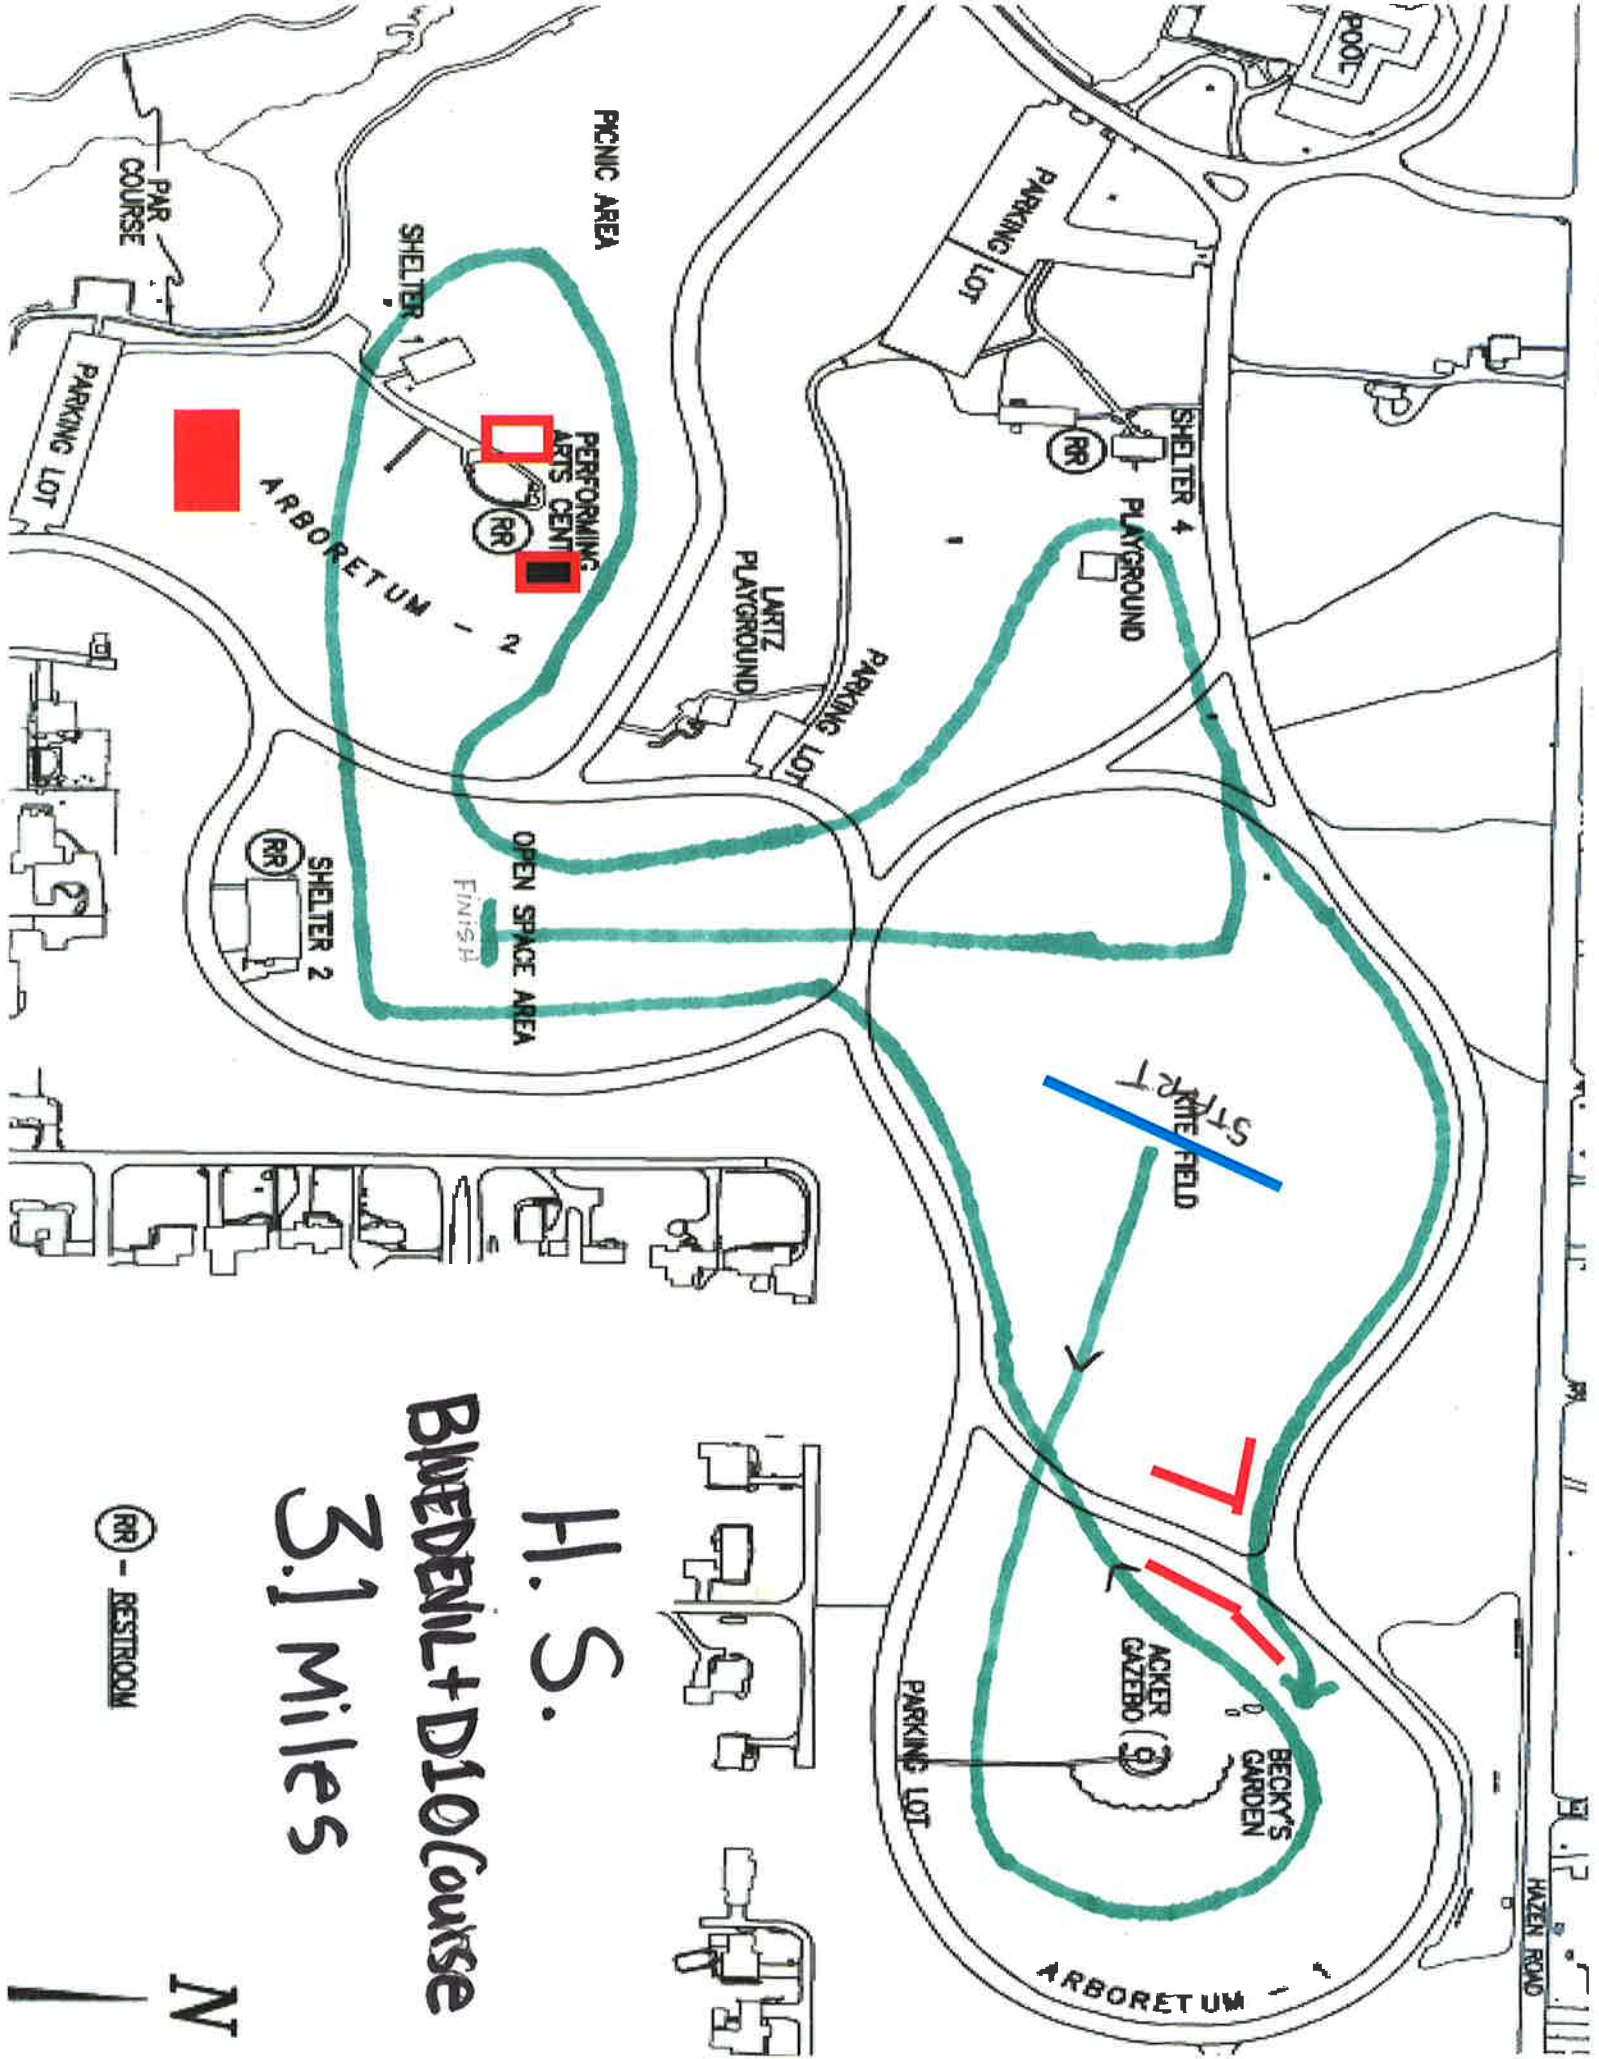 POOL
PARKING
LOT
PICNIC AREA
PAR
COURSE
SHELTER 1
SHELTER 4
RR
PLAYGROUND
PERFORMING
ARTS CENT
RR
PARKING LOT
ARBORETUM - 2
LARTZ
PLAYGROUND
PARKING LOT
OPEN SPACE AREA
FINISH
SHELTER 2
RR
START
KITE FIELD
ACKER
GAZEBO
BECKY'S
GARDEN
PARKING LOT
ARBORETUM - 1
HAZEN ROAD
H. S.
BlUEDEVIL + D10 Course
3.1 Miles
RR - RESTROOM
N